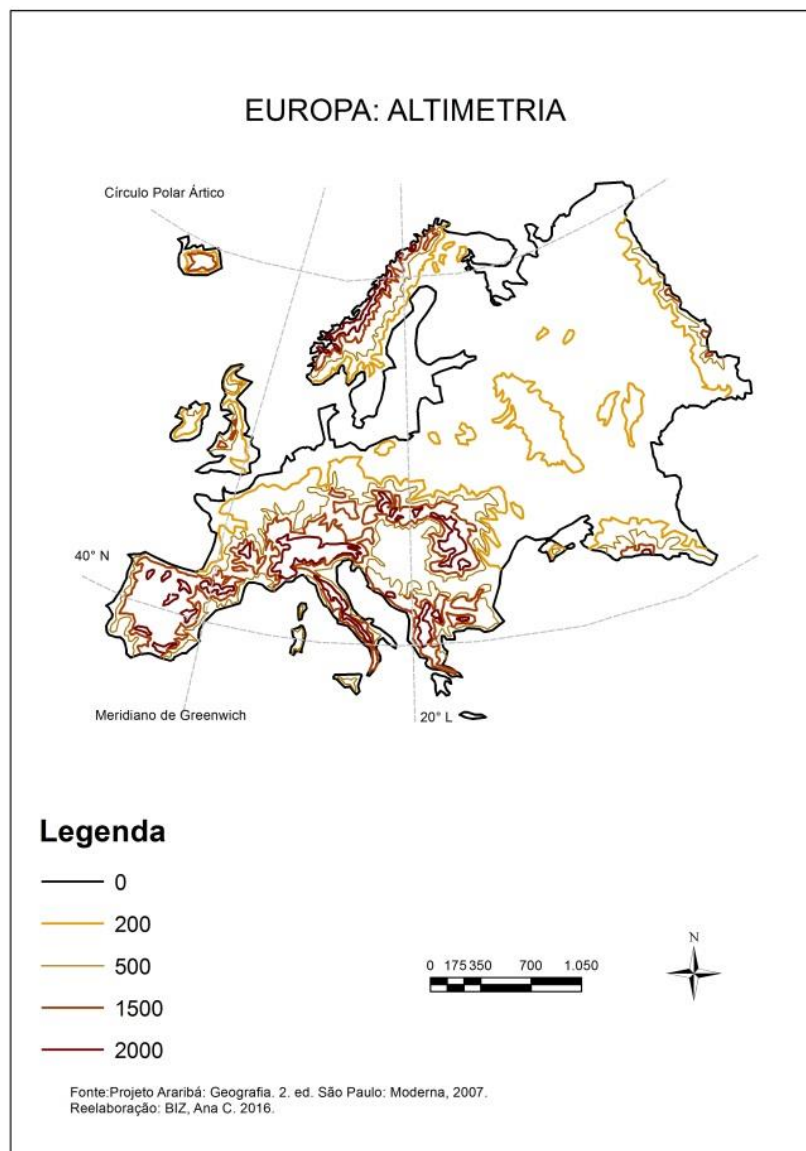 EUROPA: ALTIMETRIA
Círculo Polar Ártico
40° N
Meridiano de Greenwich
20° L
Legenda
0
200
500
1500
2000
0 175 350 700 1.050
N
Fonte:Projeto Araribá: Geografia. 2. ed. São Paulo: Moderna, 2007.
Reelaboração: BIZ, Ana C. 2016.